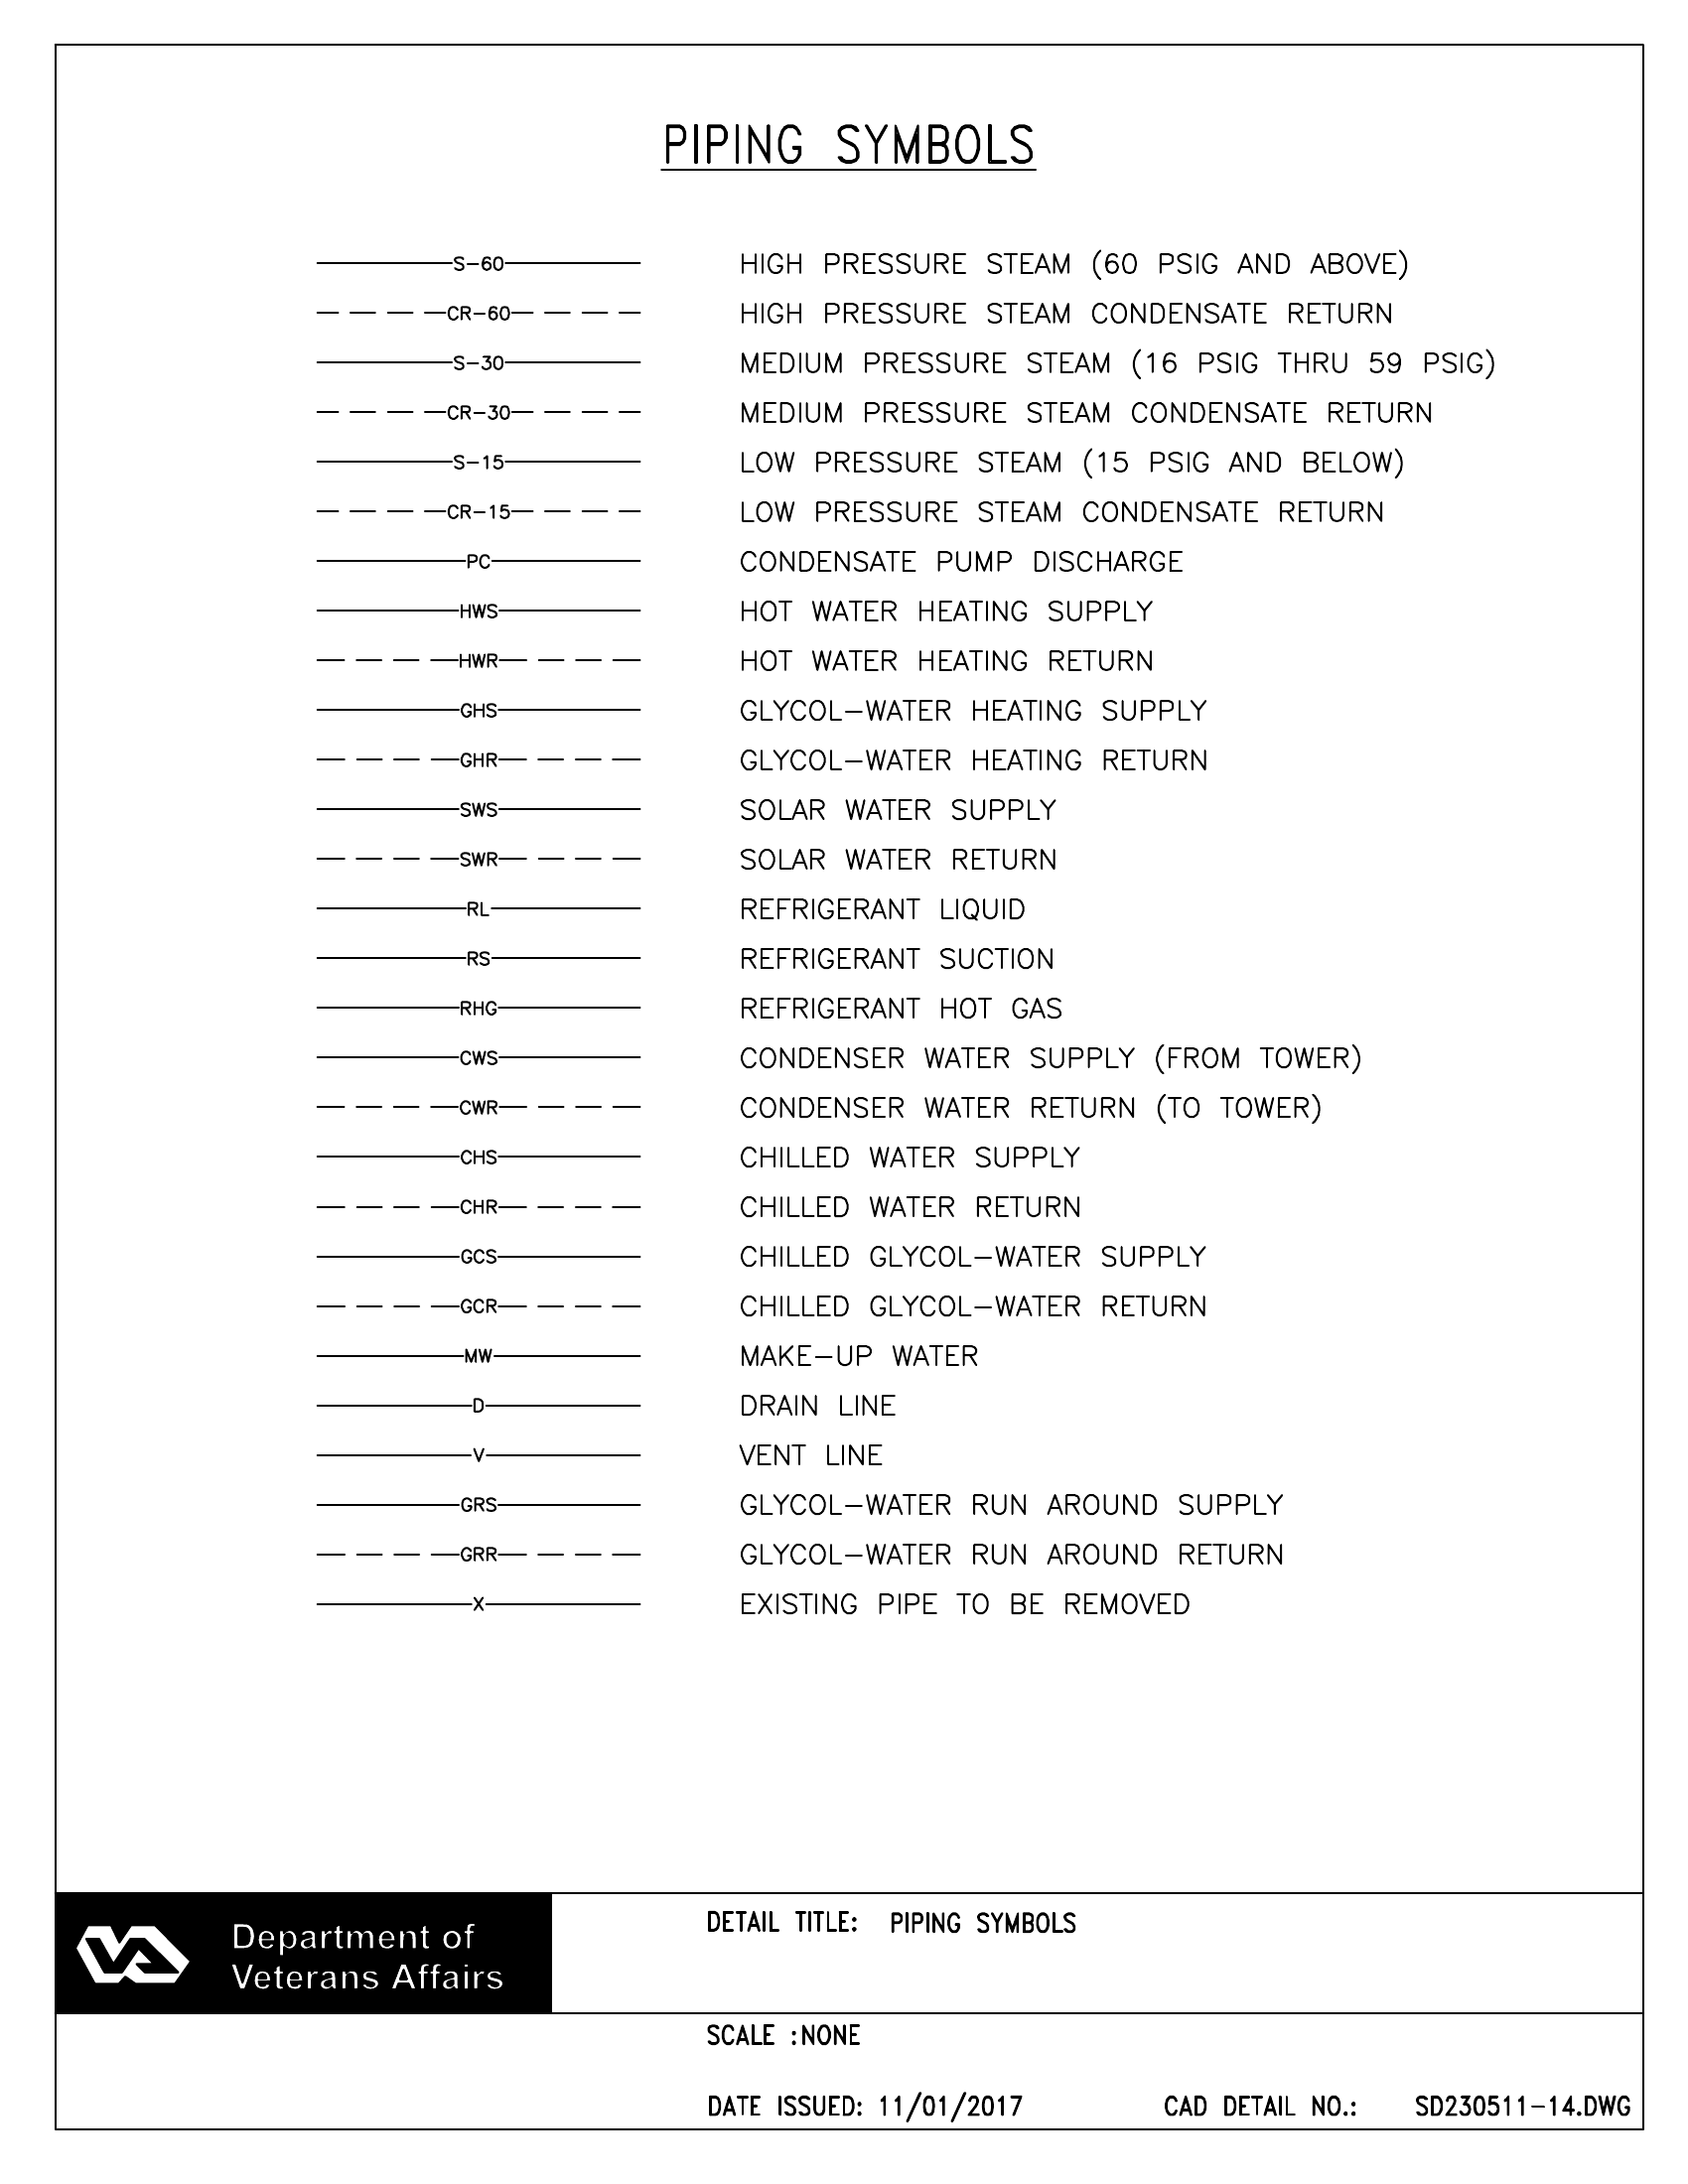 PIPING SYMBOLS
S-60 HIGH PRESSURE STEAM (60 PSIG AND ABOVE)
CR-60 HIGH PRESSURE STEAM CONDENSATE RETURN
S-30 MEDIUM PRESSURE STEAM (16 PSIG THRU 59 PSIG)
CR-30 MEDIUM PRESSURE STEAM CONDENSATE RETURN
S-15 LOW PRESSURE STEAM (15 PSIG AND BELOW)
CR-15 LOW PRESSURE STEAM CONDENSATE RETURN
PC CONDENSATE PUMP DISCHARGE
HWS HOT WATER HEATING SUPPLY
HWR HOT WATER HEATING RETURN
GHS GLYCOL-WATER HEATING SUPPLY
GHR GLYCOL-WATER HEATING RETURN
SWS SOLAR WATER SUPPLY
SWR SOLAR WATER RETURN
RL REFRIGERANT LIQUID
RS REFRIGERANT SUCTION
RHG REFRIGERANT HOT GAS
CWS CONDENSER WATER SUPPLY (FROM TOWER)
CWR CONDENSER WATER RETURN (TO TOWER)
CHS CHILLED WATER SUPPLY
CHR CHILLED WATER RETURN
GCS CHILLED GLYCOL-WATER SUPPLY
GCR CHILLED GLYCOL-WATER RETURN
MW MAKE-UP WATER
D DRAIN LINE
V VENT LINE
GRS GLYCOL-WATER RUN AROUND SUPPLY
GRR GLYCOL-WATER RUN AROUND RETURN
X EXISTING PIPE TO BE REMOVED
Department of
Veterans Affairs
DETAIL TITLE: PIPING SYMBOLS
SCALE :NONE
DATE ISSUED: 11/01/2017 CAD DETAIL NO.: SD230511-14.DWG